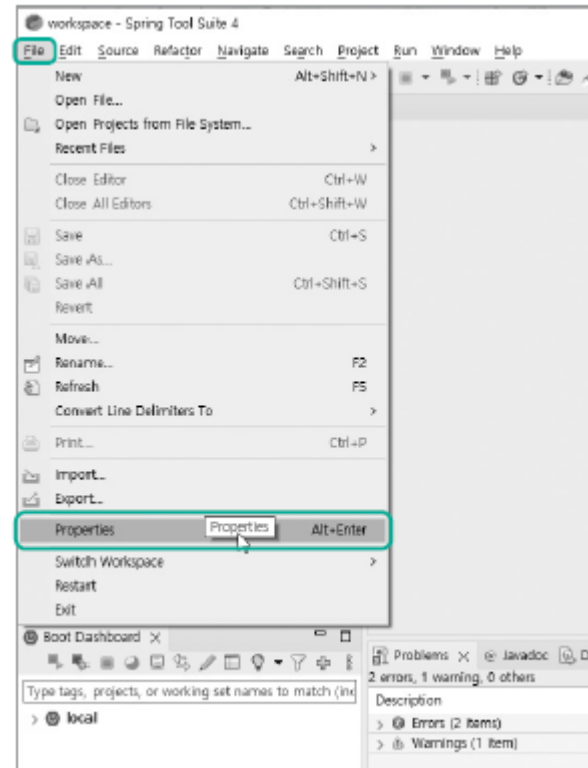 workspace - Spring Tool Suite 4
File Edit Source Refactor Navigate Search Project Run Window Help
New Alt+Shift+N >
Open File...
Open Projects from File System...
Recent Files >
Close Editor Ctrl+W
Close All Editors Ctrl+Shift+W
Save Ctrl+S
Save As...
Save All Ctrl+Shift+S
Revert
Move...
Rename... F2
Refresh F5
Convert Line Delimiters To >
Print... Ctrl+P
Import...
Export...
Properties Properties Alt+Enter
Switch Workspace >
Restart
Exit
Boot Dashboard
Problems Javadoc D
2 errors, 1 warning, 0 others
Type tags, projects, or working set names to match (inc
Description
> local
> Errors (2 items)
> Warnings (1 item)